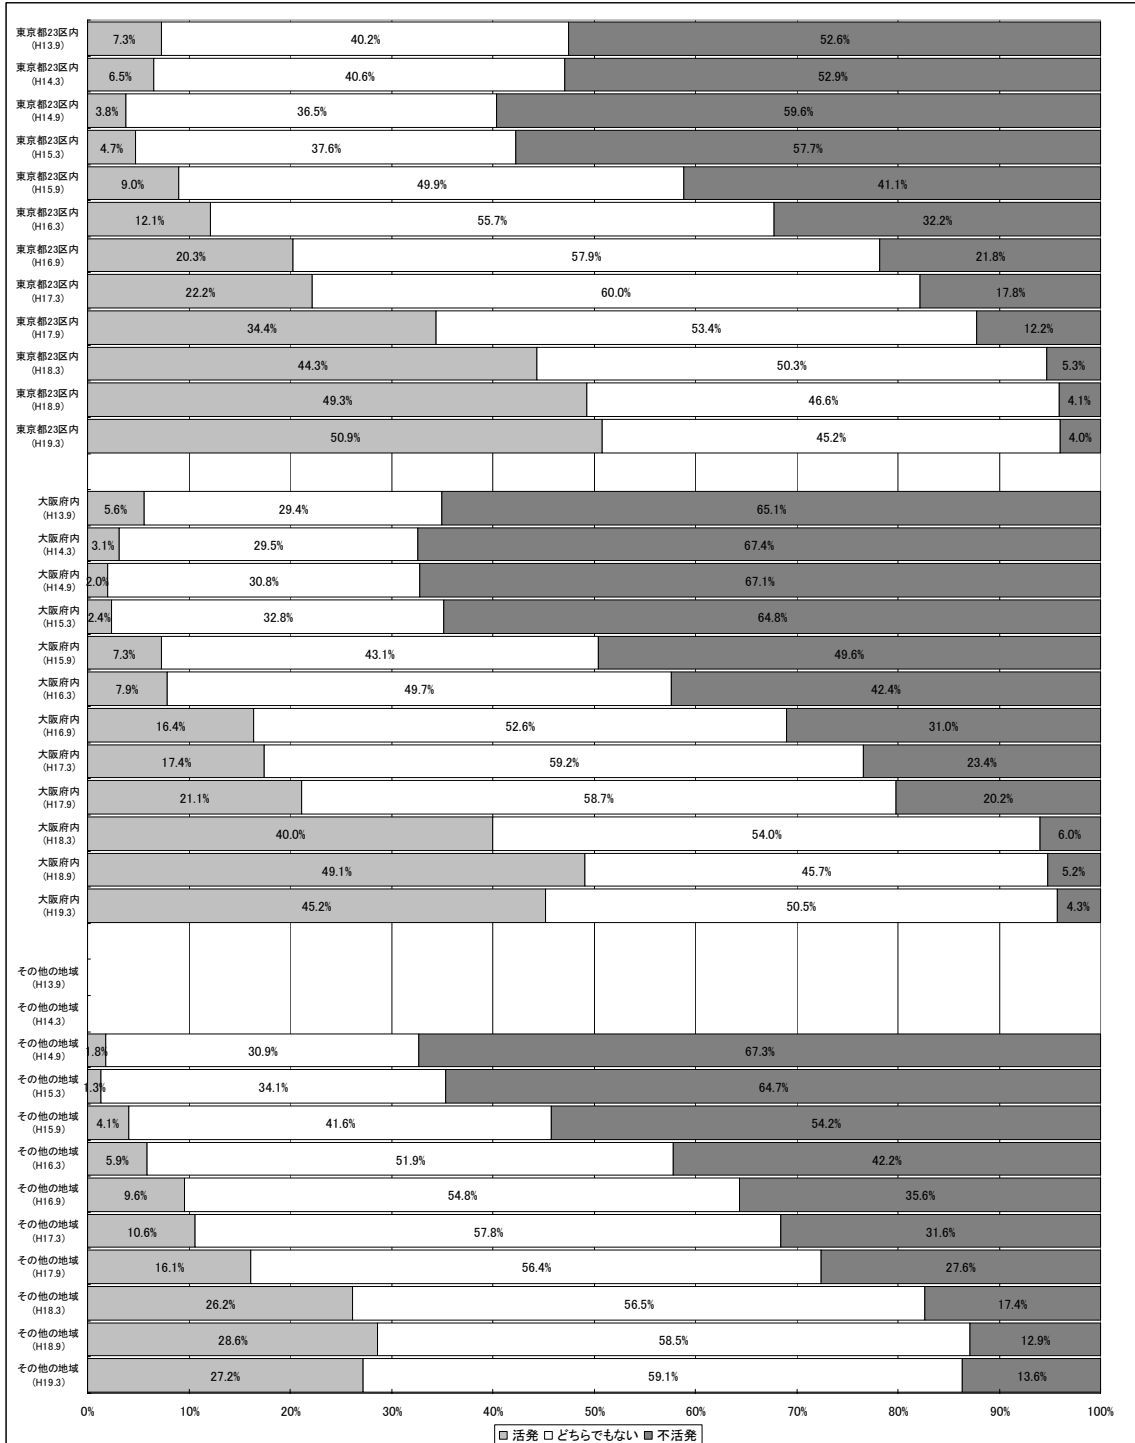 東京都23区内
(H13.9)
7.3% 40.2% 52.6%
東京都23区内
(H14.3)
6.5% 40.6% 52.9%
東京都23区内
(H14.9)
3.8% 36.5% 59.6%
東京都23区内
(H15.3)
4.7% 37.6% 57.7%
東京都23区内
(H15.9)
9.0% 49.9% 41.1%
東京都23区内
(H16.3)
12.1% 55.7% 32.2%
東京都23区内
(H16.9)
20.3% 57.9% 21.8%
東京都23区内
(H17.3)
22.2% 60.0% 17.8%
東京都23区内
(H17.9)
34.4% 53.4% 12.2%
東京都23区内
(H18.3)
44.3% 50.3% 5.3%
東京都23区内
(H18.9)
49.3% 46.6% 4.1%
東京都23区内
(H19.3)
50.9% 45.2% 4.0%
大阪府内
(H13.9)
5.6% 29.4% 65.1%
大阪府内
(H14.3)
3.1% 29.5% 67.4%
大阪府内
(H14.9)
2.0% 30.8% 67.1%
大阪府内
(H15.3)
2.4% 32.8% 64.8%
大阪府内
(H15.9)
7.3% 43.1% 49.6%
大阪府内
(H16.3)
7.9% 49.7% 42.4%
大阪府内
(H16.9)
16.4% 52.6% 31.0%
大阪府内
(H17.3)
17.4% 59.2% 23.4%
大阪府内
(H17.9)
21.1% 58.7% 20.2%
大阪府内
(H18.3)
40.0% 54.0% 6.0%
大阪府内
(H18.9)
49.1% 45.7% 5.2%
大阪府内
(H19.3)
45.2% 50.5% 4.3%
その他の地域
(H13.9)
その他の地域
(H14.3)
その他の地域
(H14.9)
1.8% 30.9% 67.3%
その他の地域
(H15.3)
1.3% 34.1% 64.7%
その他の地域
(H15.9)
4.1% 41.6% 54.2%
その他の地域
(H16.3)
5.9% 51.9% 42.2%
その他の地域
(H16.9)
9.6% 54.8% 35.6%
その他の地域
(H17.3)
10.6% 57.8% 31.6%
その他の地域
(H17.9)
16.1% 56.4% 27.6%
その他の地域
(H18.3)
26.2% 56.5% 17.4%
その他の地域
(H18.9)
28.6% 58.5% 12.9%
その他の地域
(H19.3)
27.2% 59.1% 13.6%
0% 10% 20% 30% 40% 50% 60% 70% 80% 90% 100%
活発 どちらでもない 不活発